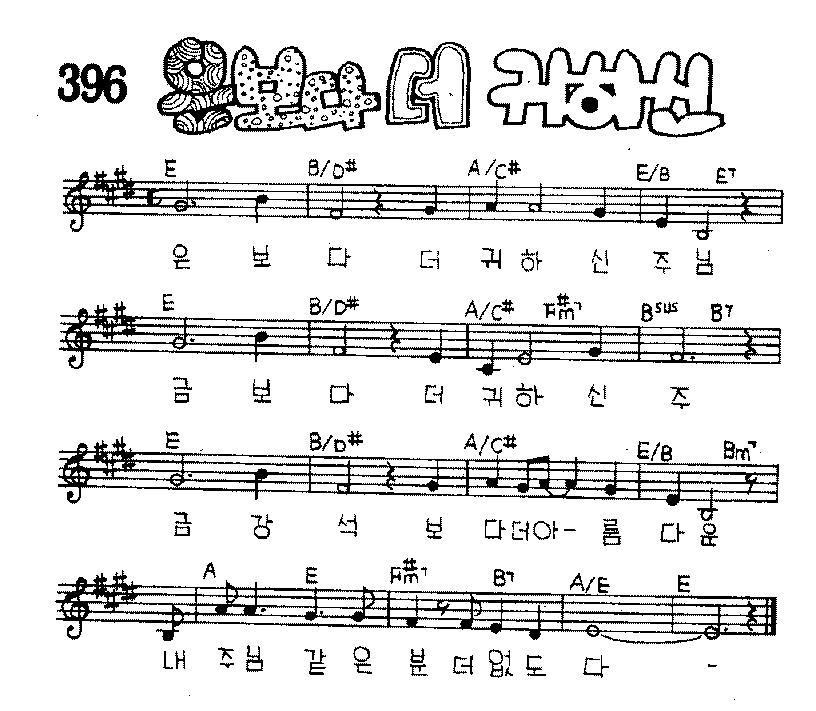 396 은보다 더 귀하신
E B/D# A/C# E/B E7
은 보 다 더 귀 하 신 주 님
E B/D# A/C# F#m7 Bsus B7
금 보 다 더 귀 하 신 주
E B/D# A/C# E/B Bm7
금 강 석 보 다 더 아 - 름 다 움
A E F#m7 B7 A/E E
내 주 님 같 은 분 더 없 도 다 -